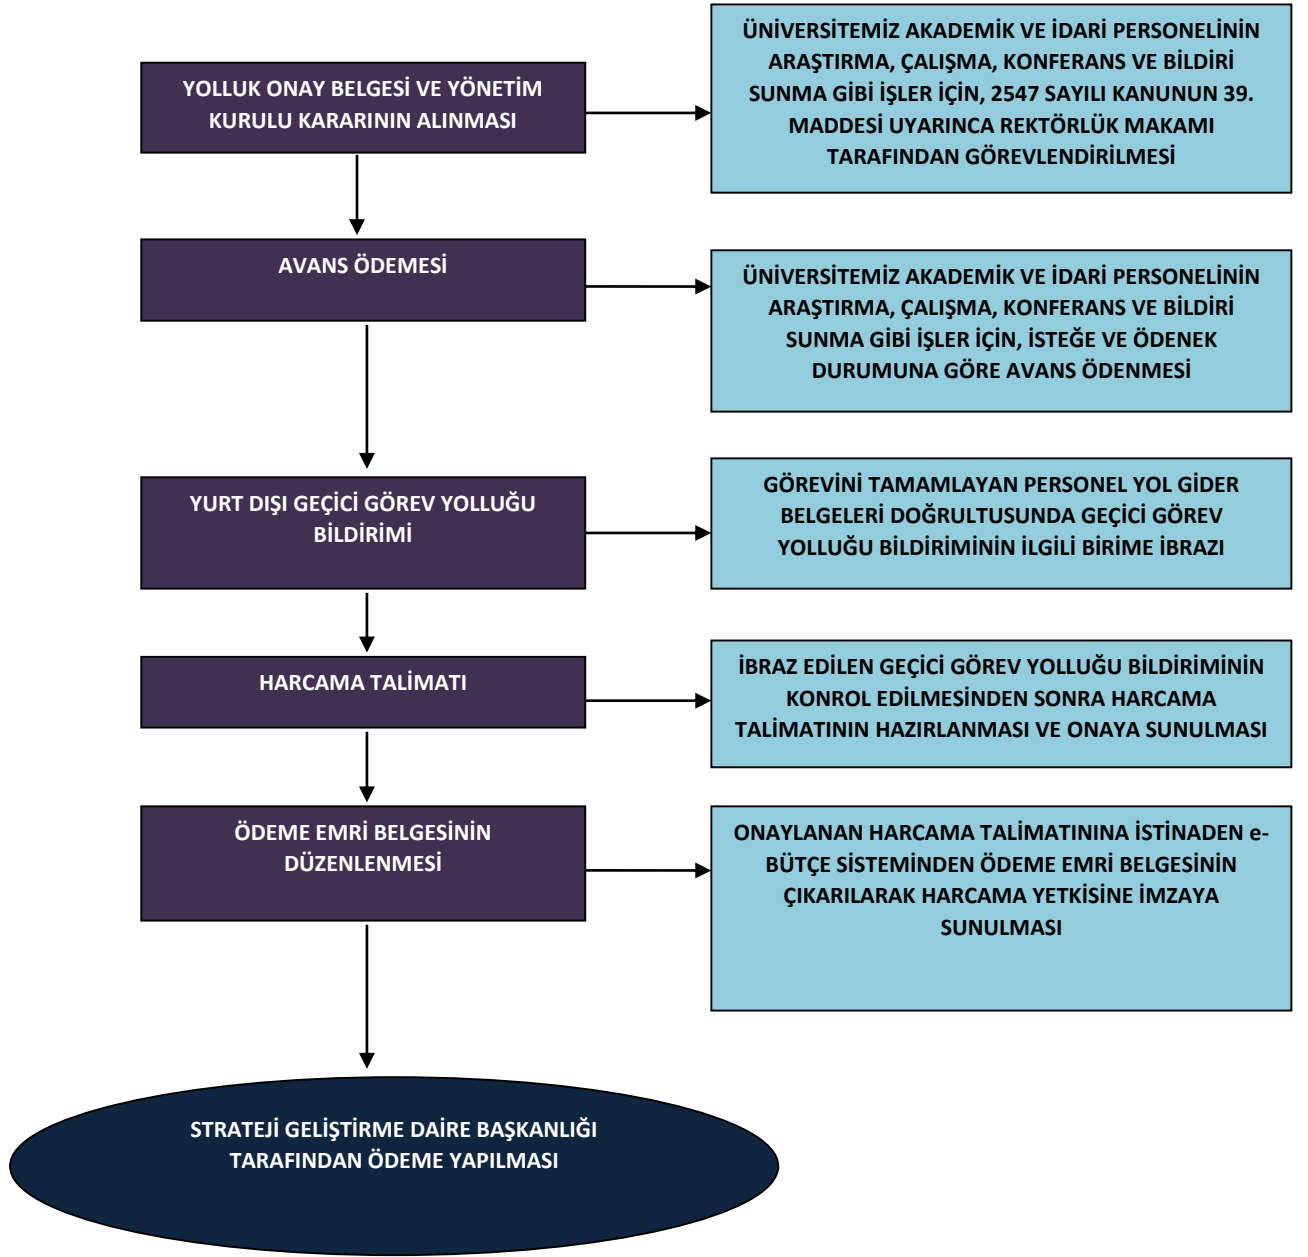 YOLLUK ONAY BELGESİ VE YÖNETİM
KURULU KARARININ ALINMASI
ÜNİVERSİTEMİZ AKADEMİK VE İDARİ PERSONELİNİN
ARAŞTIRMA, ÇALIŞMA, KONFERANS VE BİLDİRİ
SUNMA GİBİ İŞLER İÇİN, 2547 SAYILI KANUNUN 39.
MADDESİ UYARINCA REKTÖRLÜK MAKAMI
TARAFINDAN GÖREVLENDİRİLMESİ
AVANS ÖDEMESİ
ÜNİVERSİTEMİZ AKADEMİK VE İDARİ PERSONELİNİN
ARAŞTIRMA, ÇALIŞMA, KONFERANS VE BİLDİRİ
SUNMA GİBİ İŞLER İÇİN, İSTEĞE VE ÖDENEK
DURUMUNA GÖRE AVANS ÖDENMESİ
YURT DIŞI GEÇİCİ GÖREV YOLLUĞU
BİLDİRİMİ
GÖREVİNİ TAMAMLAYAN PERSONEL YOL GİDER
BELGELERİ DOĞRULTUSUNDA GEÇİCİ GÖREV
YOLLUĞU BİLDİRİMİNİN İLGİLİ BİRİME İBRAZI
HARCAMA TALİMATI
İBRAZ EDİLEN GEÇİCİ GÖREV YOLLUĞU BİLDİRİMİNİN
KONROL EDİLMESİNDEN SONRA HARCAMA
TALİMATININ HAZIRLANMASI VE ONAYA SUNULMASI
ÖDEME EMRİ BELGESİNİN
DÜZENLENMESİ
ONAYLANAN HARCAMA TALİMATININA İSTİNADEN e-
BÜTÇE SİSTEMİNDEN ÖDEME EMRİ BELGESİNİN
ÇIKARILARAK HARCAMA YETKİSİNE İMZAYA
SUNULMASI
STRATEJİ GELİŞTİRME DAİRE BAŞKANLIĞI
TARAFINDAN ÖDEME YAPILMASI